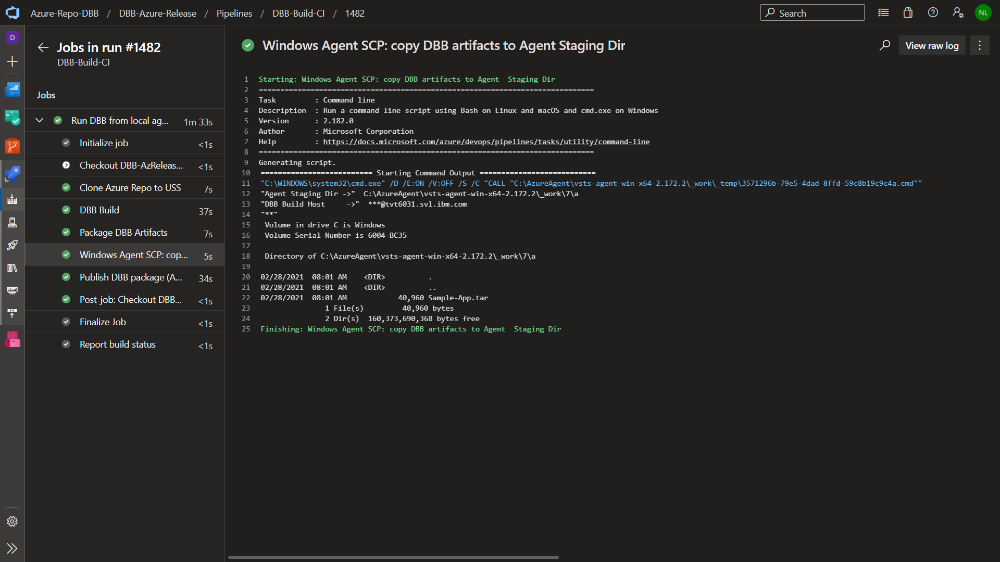 Azure-Repo-DBB / DBB-Azure-Release / Pipelines / DBB-Build-CI / 1482
Search
NL
D
Jobs in run #1482
DBB-Build-CI
Jobs
Run DBB from local ag... 1m 33s
Initialize job <1s
Checkout DBB-AzReleas... <1s
Clone Azure Repo to USS 7s
DBB Build 37s
Package DBB Artifacts 7s
Windows Agent SCP: cop... 5s
Publish DBB package (A... 34s
Post-job: Checkout DBB... <1s
Finalize Job <1s
Report build status <1s
Windows Agent SCP: copy DBB artifacts to Agent Staging Dir
View raw log
1 Starting: Windows Agent SCP: copy DBB artifacts to Agent  Staging Dir
2 ==============================================================================
3 Task         : Command line
4 Description  : Run a command line script using Bash on Linux and macOS and cmd.exe on Windows
5 Version      : 2.182.0
6 Author       : Microsoft Corporation
7 Help         : https://docs.microsoft.com/azure/devops/pipelines/tasks/utility/command-line
8 ==============================================================================
9 Generating script.
10 ========================== Starting Command Output ===========================
11 "C:\WINDOWS\system32\cmd.exe" /D /E:ON /V:OFF /S /C "CALL "C:\AzureAgent\vsts-agent-win-x64-2.172.2\_work\_temp\3571296b-79e5-4dad-8ffd-59c8b19c9c4a.cmd""
12 "Agent Staging Dir ->"  C:\AzureAgent\vsts-agent-win-x64-2.172.2\_work\7\a
13 "DBB Build Host     ->"  ***@tvt6031.svl.ibm.com
14 "**"
15  Volume in drive C is Windows
16  Volume Serial Number is 6004-BC35
17
18  Directory of C:\AzureAgent\vsts-agent-win-x64-2.172.2\_work\7\a
19
20 02/28/2021  08:01 AM    <DIR>          .
21 02/28/2021  08:01 AM    <DIR>          ..
22 02/28/2021  08:01 AM            40,960 Sample-App.tar
23                1 File(s)         40,960 bytes
24                2 Dir(s)  160,373,690,368 bytes free
25 Finishing: Windows Agent SCP: copy DBB artifacts to Agent  Staging Dir